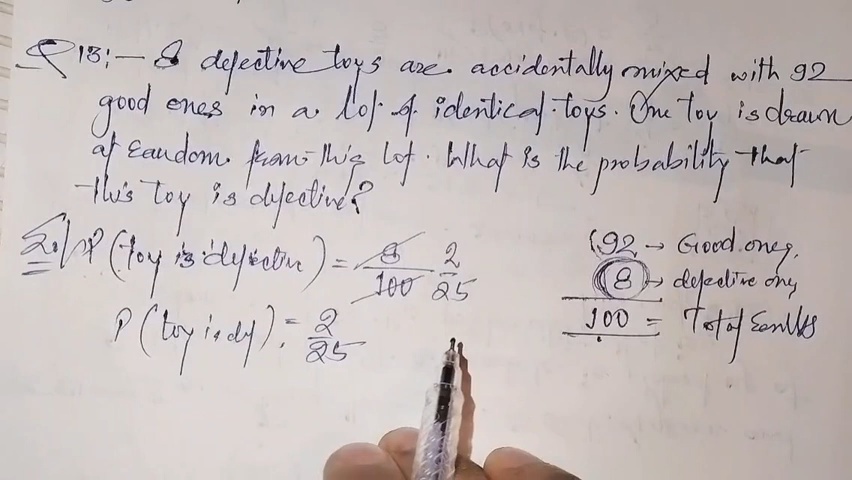 Q 13:— 8 defective toys are accidentally mixed with 92
good ones in a lot of identical toys. One toy is drawn
at random from this lot. What is the probability that
this toy is defective?
Sol P (toy is defective) = 8/100 2/25
P (toy is def) = 2/25
92 → Good ones,
8 → defective ones
100 = Total